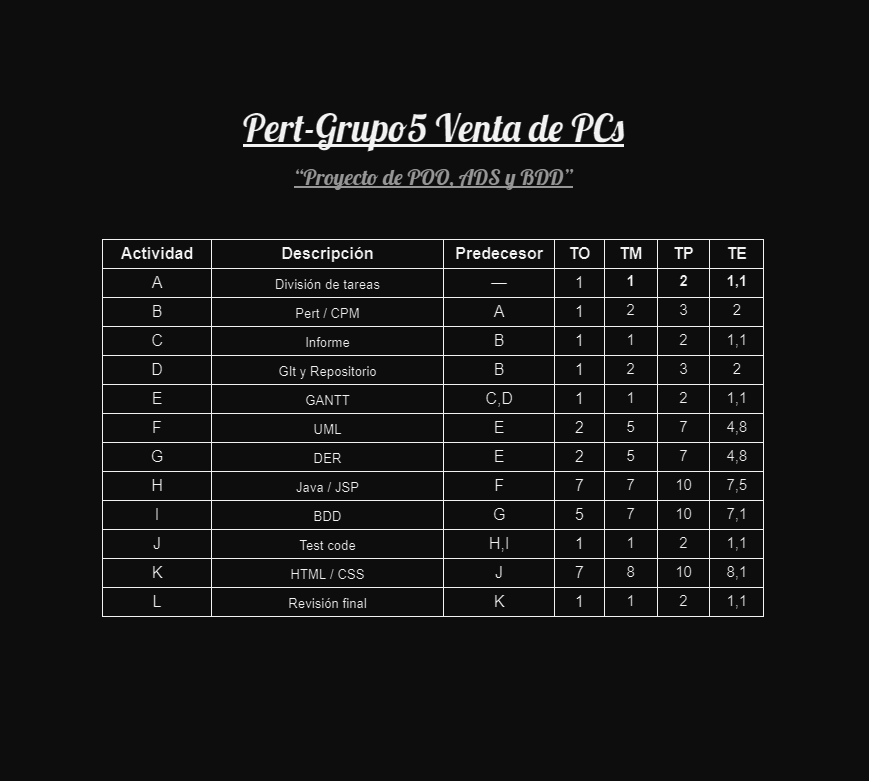 Pert-Grupo5 Venta de PCs
“Proyecto de POO, ADS y BDD”
Actividad Descripción Predecesor TO TM TP TE
A División de tareas — 1 1 2 1,1
B Pert / CPM A 1 2 3 2
C Informe B 1 1 2 1,1
D GIt y Repositorio B 1 2 3 2
E GANTT C,D 1 1 2 1,1
F UML E 2 5 7 4,8
G DER E 2 5 7 4,8
H Java / JSP F 7 7 10 7,5
I BDD G 5 7 10 7,1
J Test code H,I 1 1 2 1,1
K HTML / CSS J 7 8 10 8,1
L Revisión final K 1 1 2 1,1